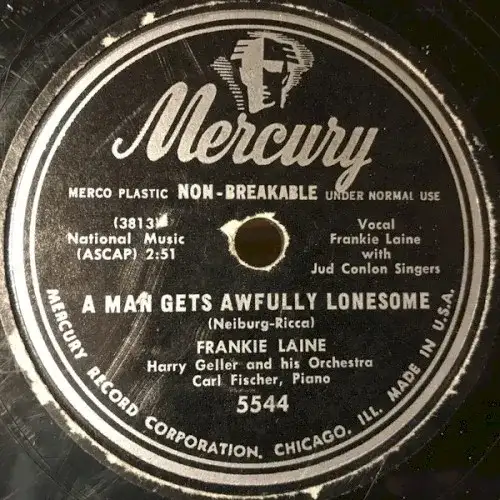 Mercury
MERCO PLASTIC NON-BREAKABLE UNDER NORMAL USE
(3813)
National Music
(ASCAP) 2:51
Vocal
Frankie Laine
with
Jud Conlon Singers
A MAN GETS AWFULLY LONESOME
(Neiburg-Ricca)
FRANKIE LAINE
Harry Geller and his Orchestra
Carl Fischer, Piano
5544
MERCURY RECORD CORPORATION, CHICAGO, ILL. MADE IN U.S.A.